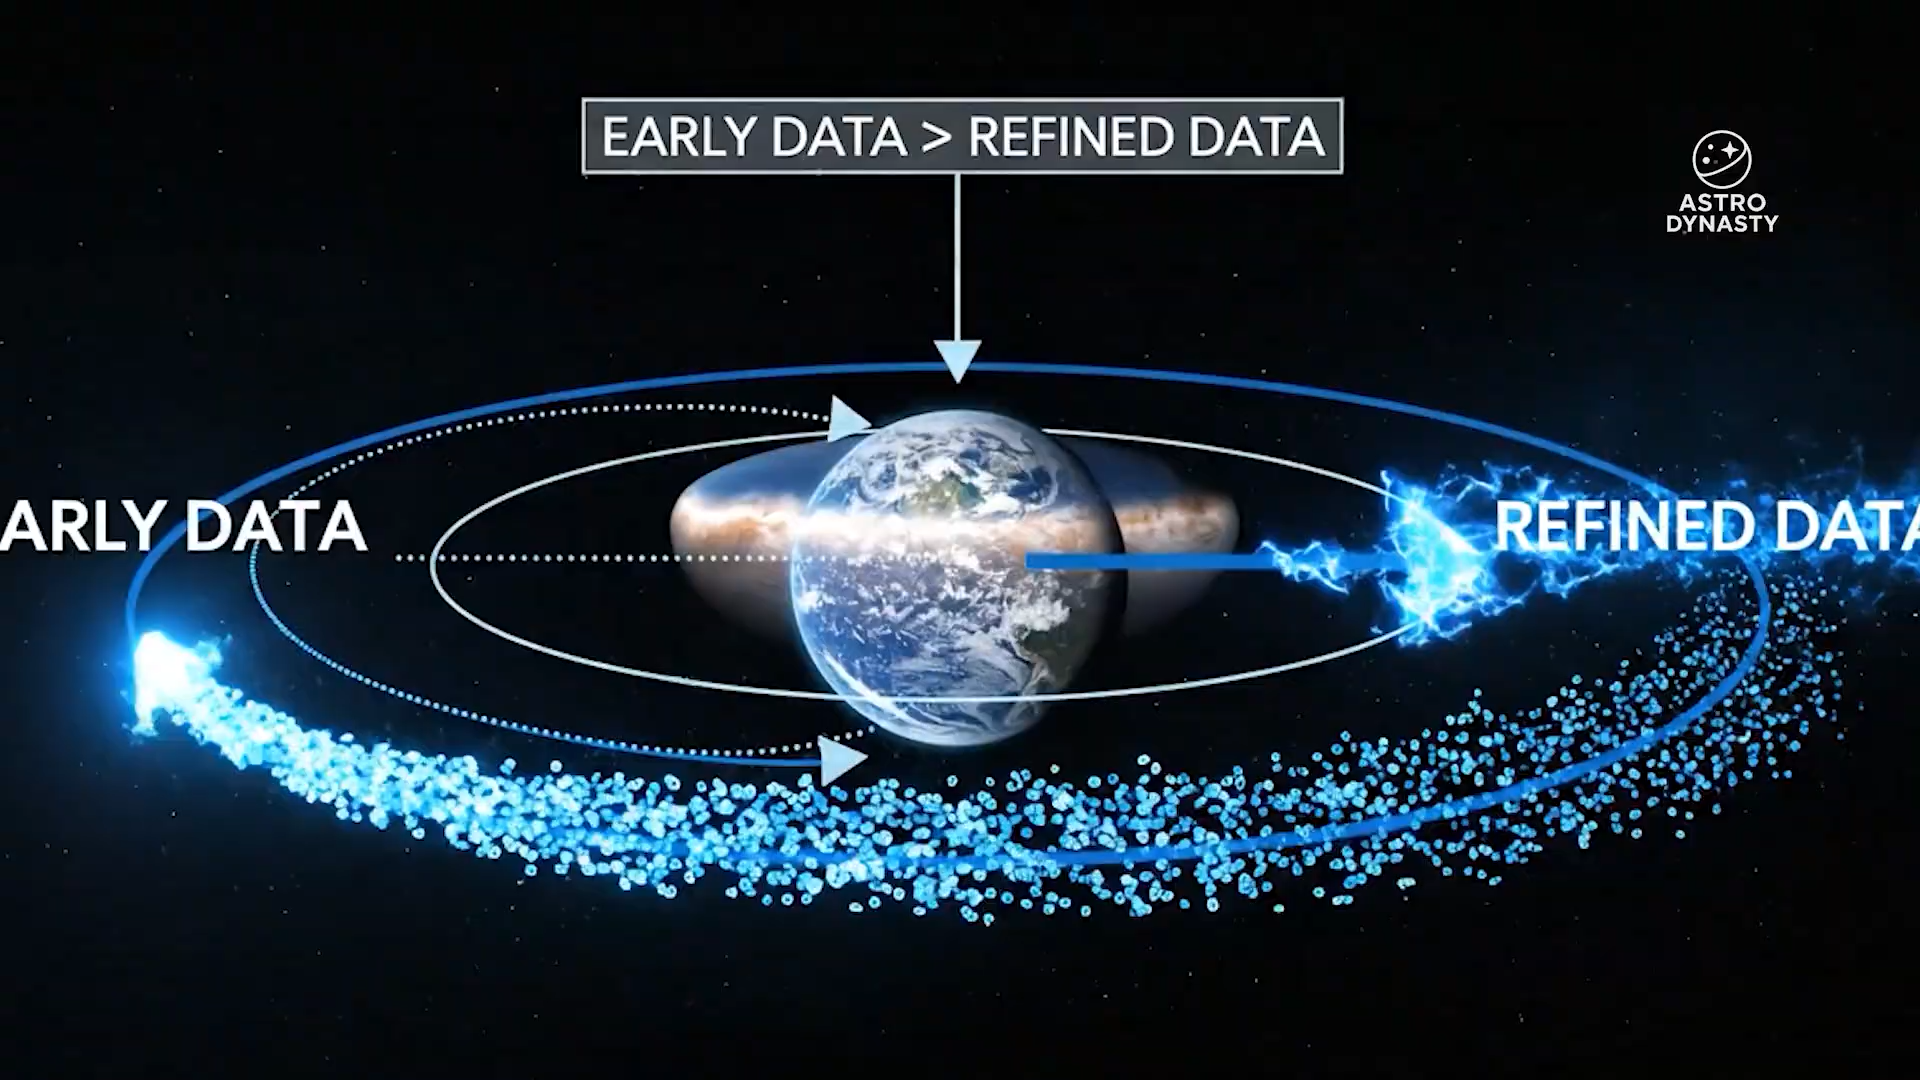 EARLY DATA > REFINED DATA
ASTRO
DYNASTY
ARLY DATA
REFINED DATA